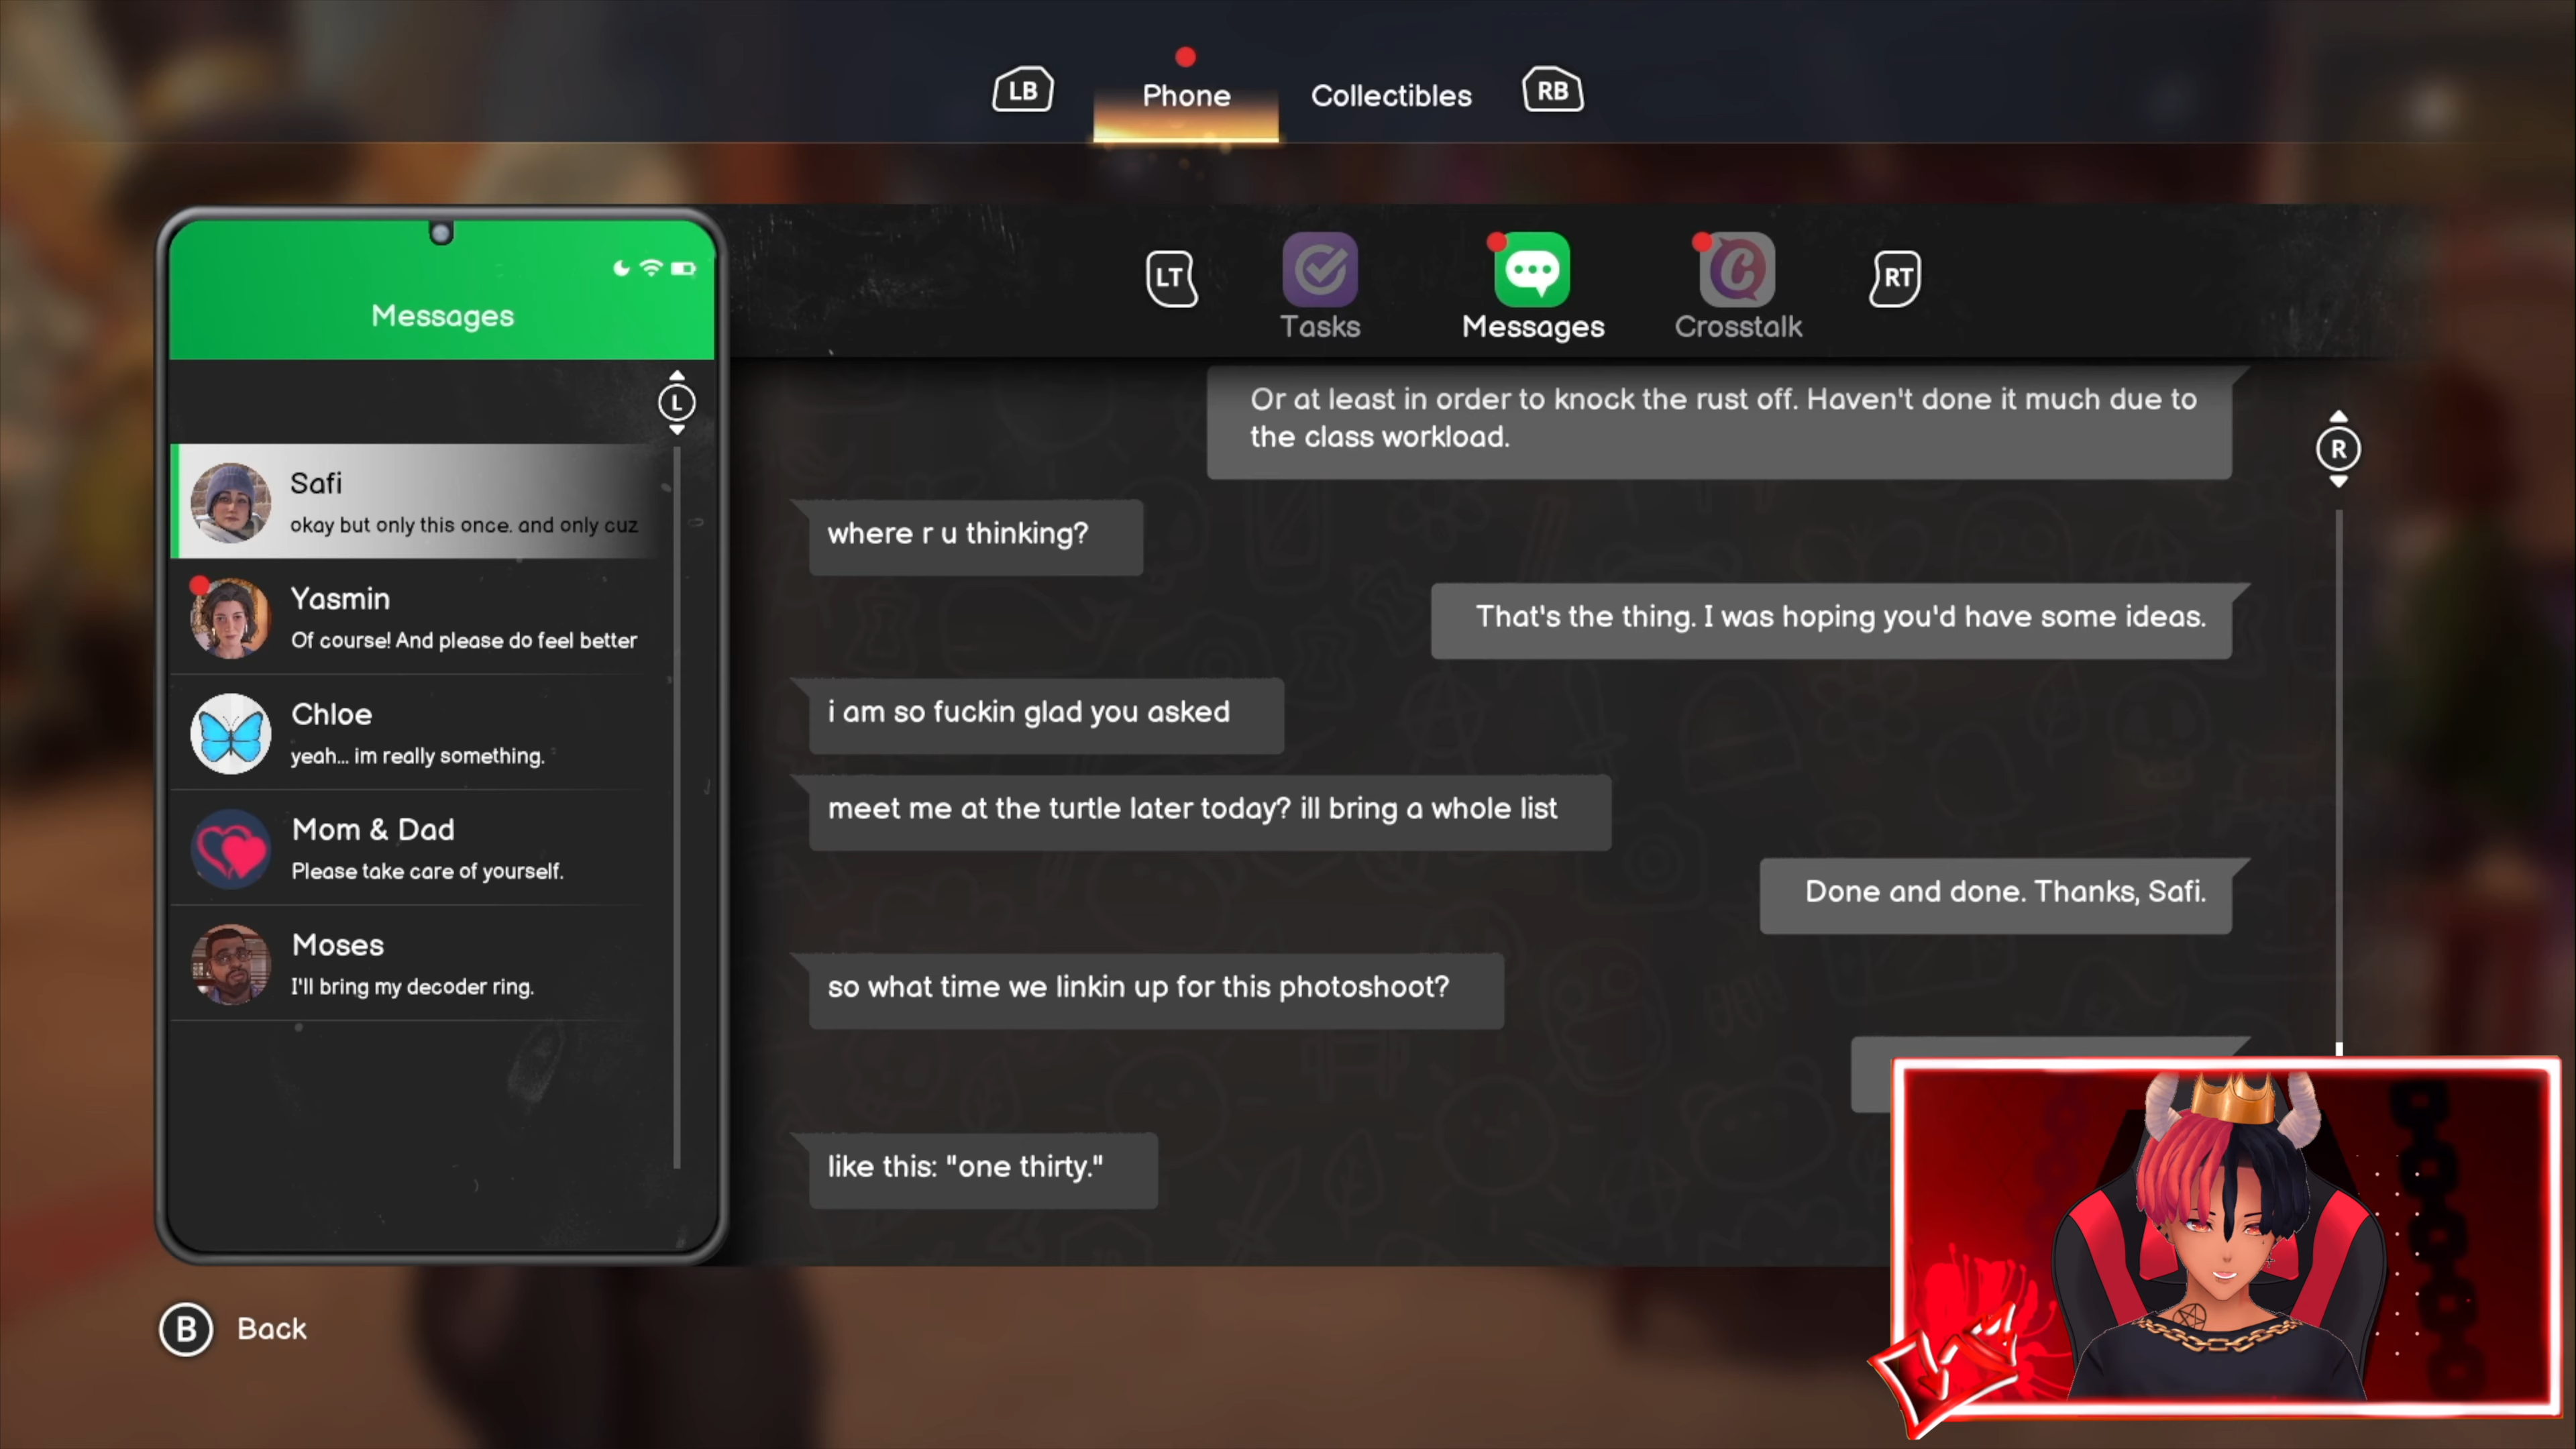 LB
Phone
Collectibles
RB
Messages
L
Safi
okay but only this once. and only cuz
Yasmin
Of course! And please do feel better
Chloe
yeah... im really something.
Mom & Dad
Please take care of yourself.
Moses
I'll bring my decoder ring.
LT
Tasks
Messages
Crosstalk
RT
R
Or at least in order to knock the rust off. Haven't done it much due to
the class workload.
where r u thinking?
That's the thing. I was hoping you'd have some ideas.
i am so fuckin glad you asked
meet me at the turtle later today? ill bring a whole list
Done and done. Thanks, Safi.
so what time we linkin up for this photoshoot?
like this: "one thirty."
B Back